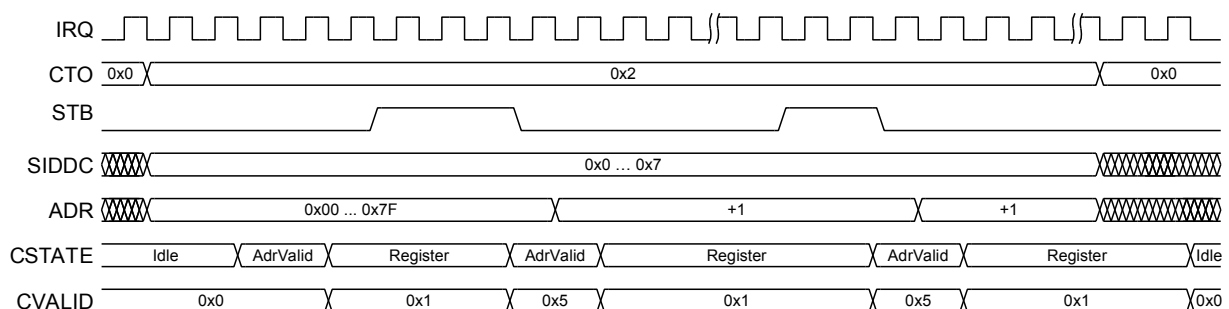 IRQ
CTO 0x0 0x2 0x0
STB
SIDDC 0x0 ... 0x7
ADR 0x00 ... 0x7F +1 +1
CSTATE Idle AdrValid Register AdrValid Register AdrValid Register Idle
CVALID 0x0 0x1 0x5 0x1 0x5 0x1 0x0